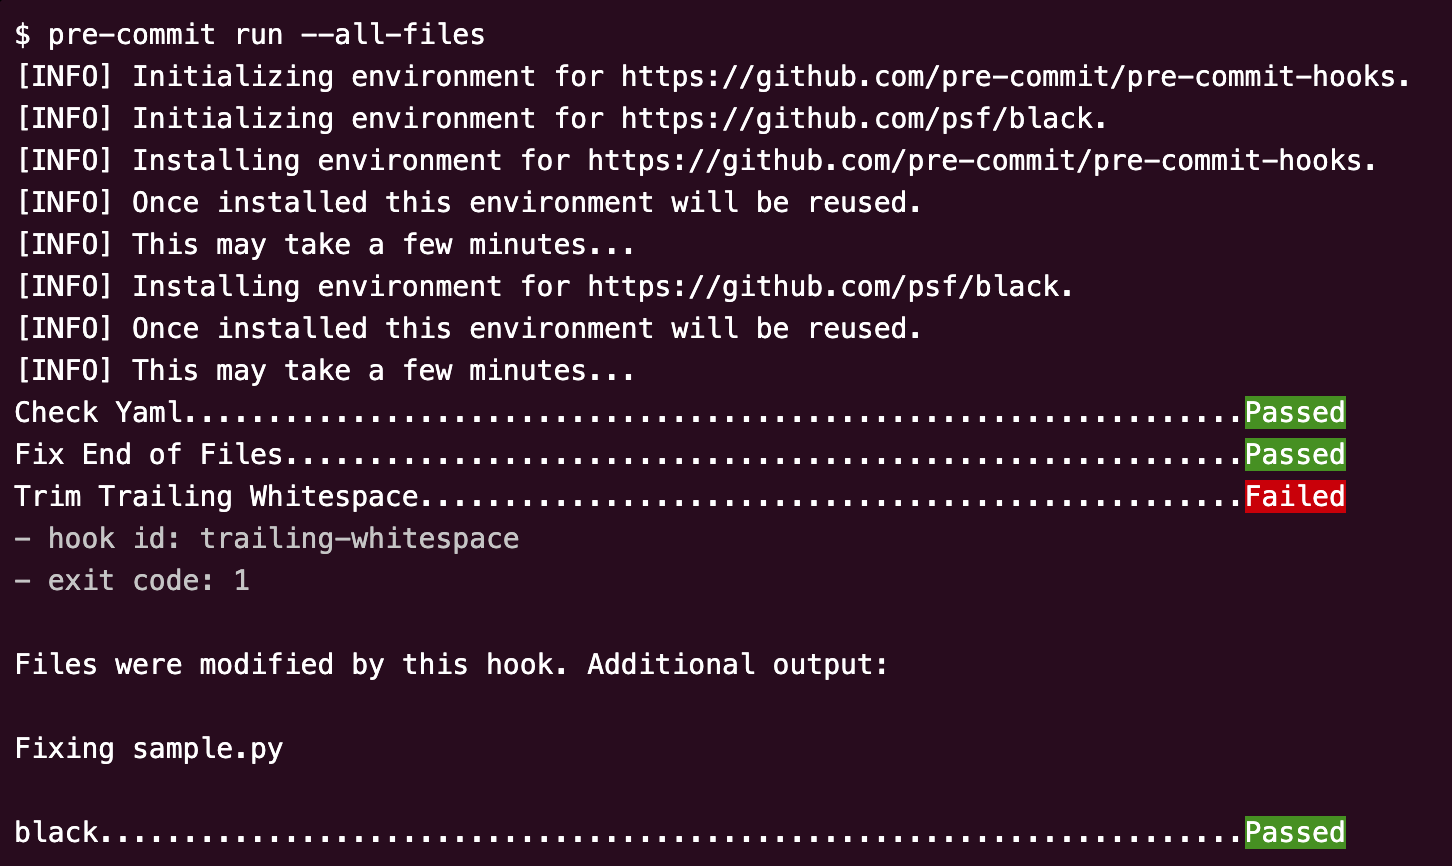 $ pre-commit run --all-files
[INFO] Initializing environment for https://github.com/pre-commit/pre-commit-hooks.
[INFO] Initializing environment for https://github.com/psf/black.
[INFO] Installing environment for https://github.com/pre-commit/pre-commit-hooks.
[INFO] Once installed this environment will be reused.
[INFO] This may take a few minutes...
[INFO] Installing environment for https://github.com/psf/black.
[INFO] Once installed this environment will be reused.
[INFO] This may take a few minutes...
Check Yaml...............................................................Passed
Fix End of Files.........................................................Passed
Trim Trailing Whitespace.................................................Failed
- hook id: trailing-whitespace
- exit code: 1
Files were modified by this hook. Additional output:
Fixing sample.py
black....................................................................Passed